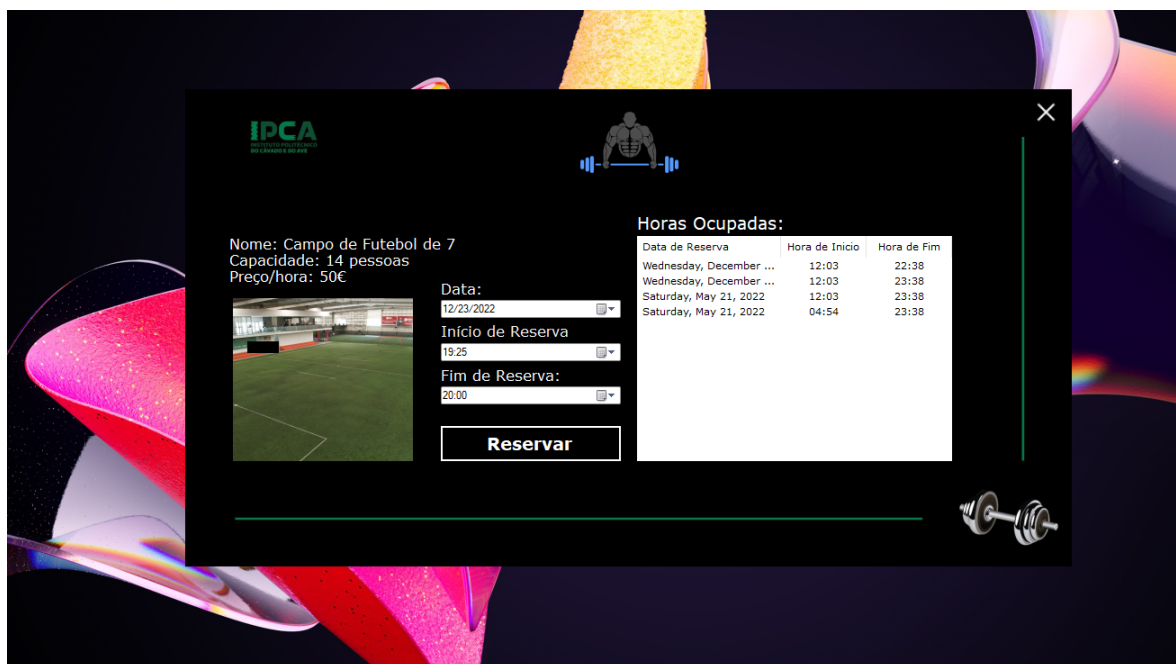 IPCA
INSTITUTO POLITÉCNICO
DO CÁVADO E DO AVE
Nome: Campo de Futebol de 7
Capacidade: 14 pessoas
Preço/hora: 50€
Data:
12/23/2022
Início de Reserva
19:25
Fim de Reserva:
20:00
Reservar
Horas Ocupadas:
Data de Reserva Hora de Inicio Hora de Fim
Wednesday, December ... 12:03 22:38
Wednesday, December ... 12:03 23:38
Saturday, May 21, 2022 12:03 23:38
Saturday, May 21, 2022 04:54 23:38